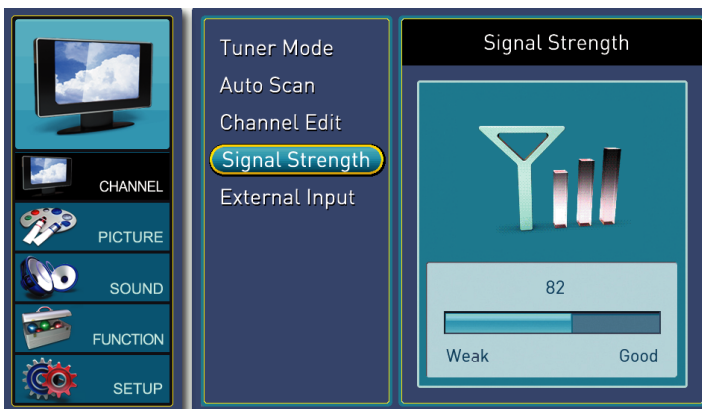 CHANNEL
PICTURE
SOUND
FUNCTION
SETUP
Tuner Mode
Auto Scan
Channel Edit
Signal Strength
External Input
Signal Strength
82
Weak Good